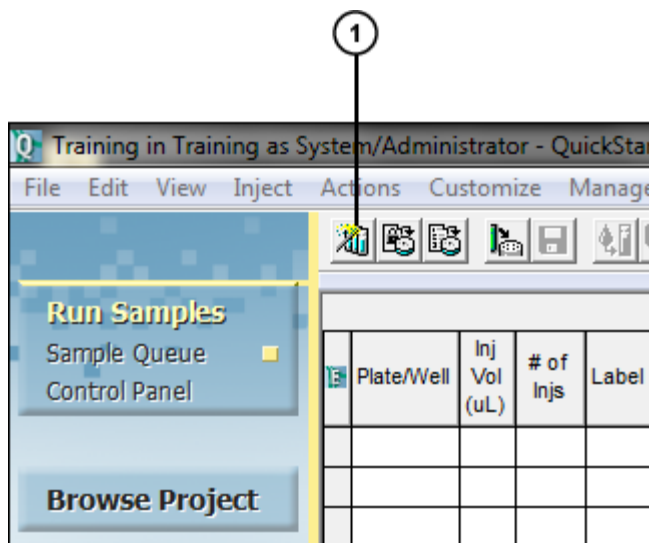 1
Training in Training as System/Administrator - QuickSta
File Edit View Inject Actions Customize Manage
Run Samples
Sample Queue
Control Panel
Plate/Well Inj Vol (uL) # of Injs Label
Browse Project